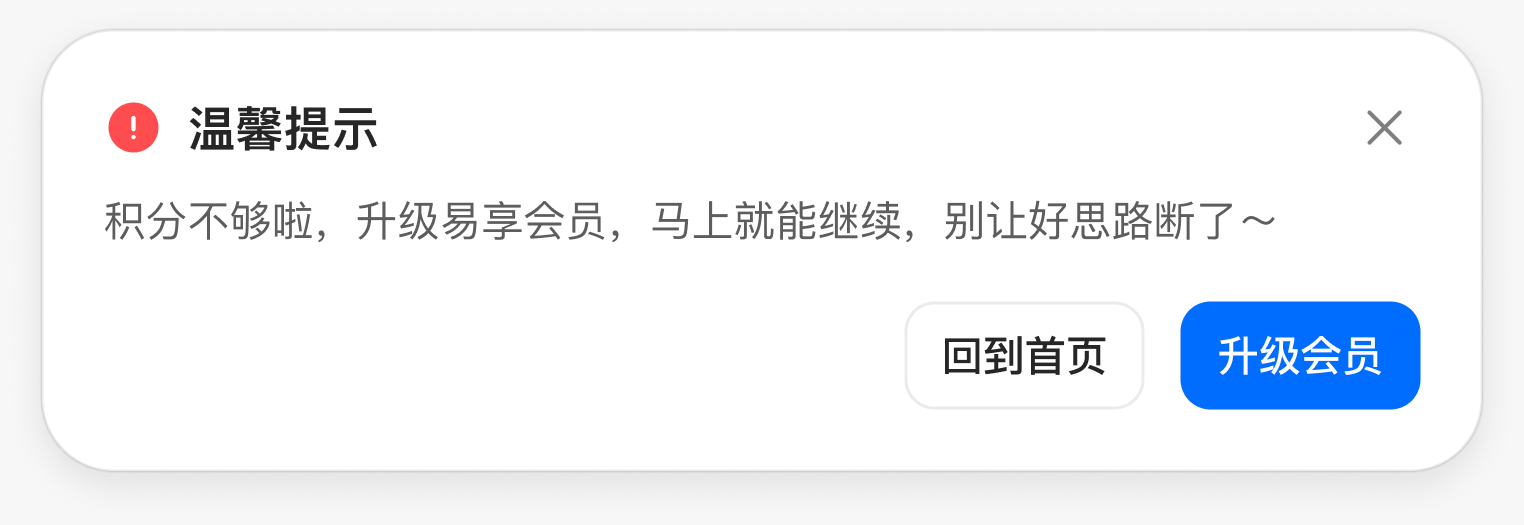 温馨提示
积分不够啦，升级易享会员，马上就能继续，别让好思路断了～
回到首页
升级会员